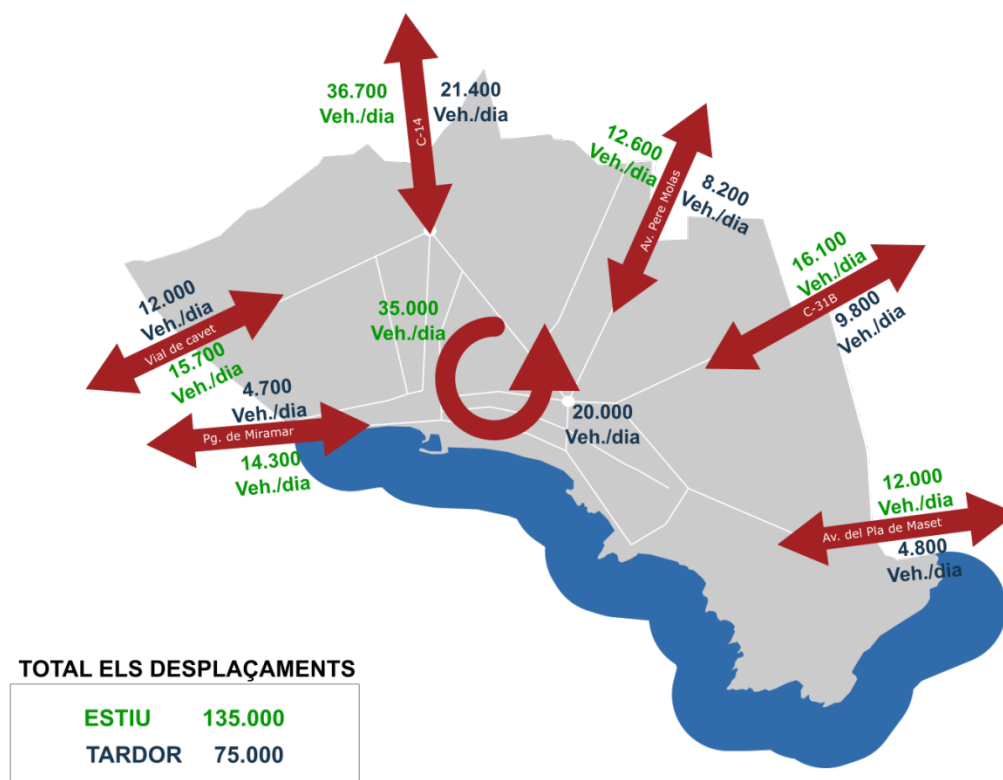 36.700
Veh./dia
21.400
Veh./dia
C-14
12.600
Veh./dia
Av. Pere Molas
8.200
Veh./dia
16.100
Veh./dia
C-31B
9.800
Veh./dia
12.000
Veh./dia
Vial de cavet
15.700
Veh./dia
35.000
Veh./dia
4.700
Veh./dia
Pg. de Miramar
14.300
Veh./dia
20.000
Veh./dia
12.000
Veh./dia
Av. del Pla de Maset
4.800
Veh./dia
TOTAL ELS DESPLAÇAMENTS
ESTIU 135.000
TARDOR 75.000